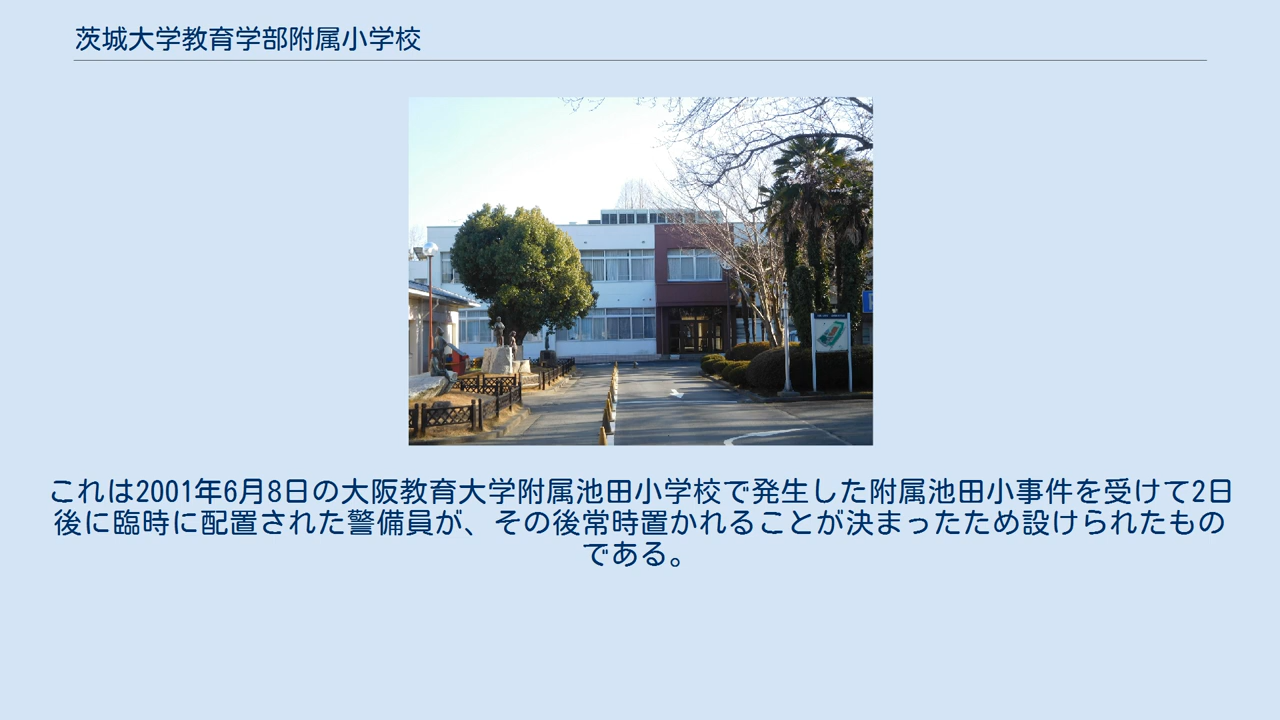 茨城大学教育学部附属小学校
これは2001年6月8日の大阪教育大学附属池田小学校で発生した附属池田小事件を受けて2日
後に臨時に配置された警備員が、その後常時置かれることが決まったため設けられたもの
である。